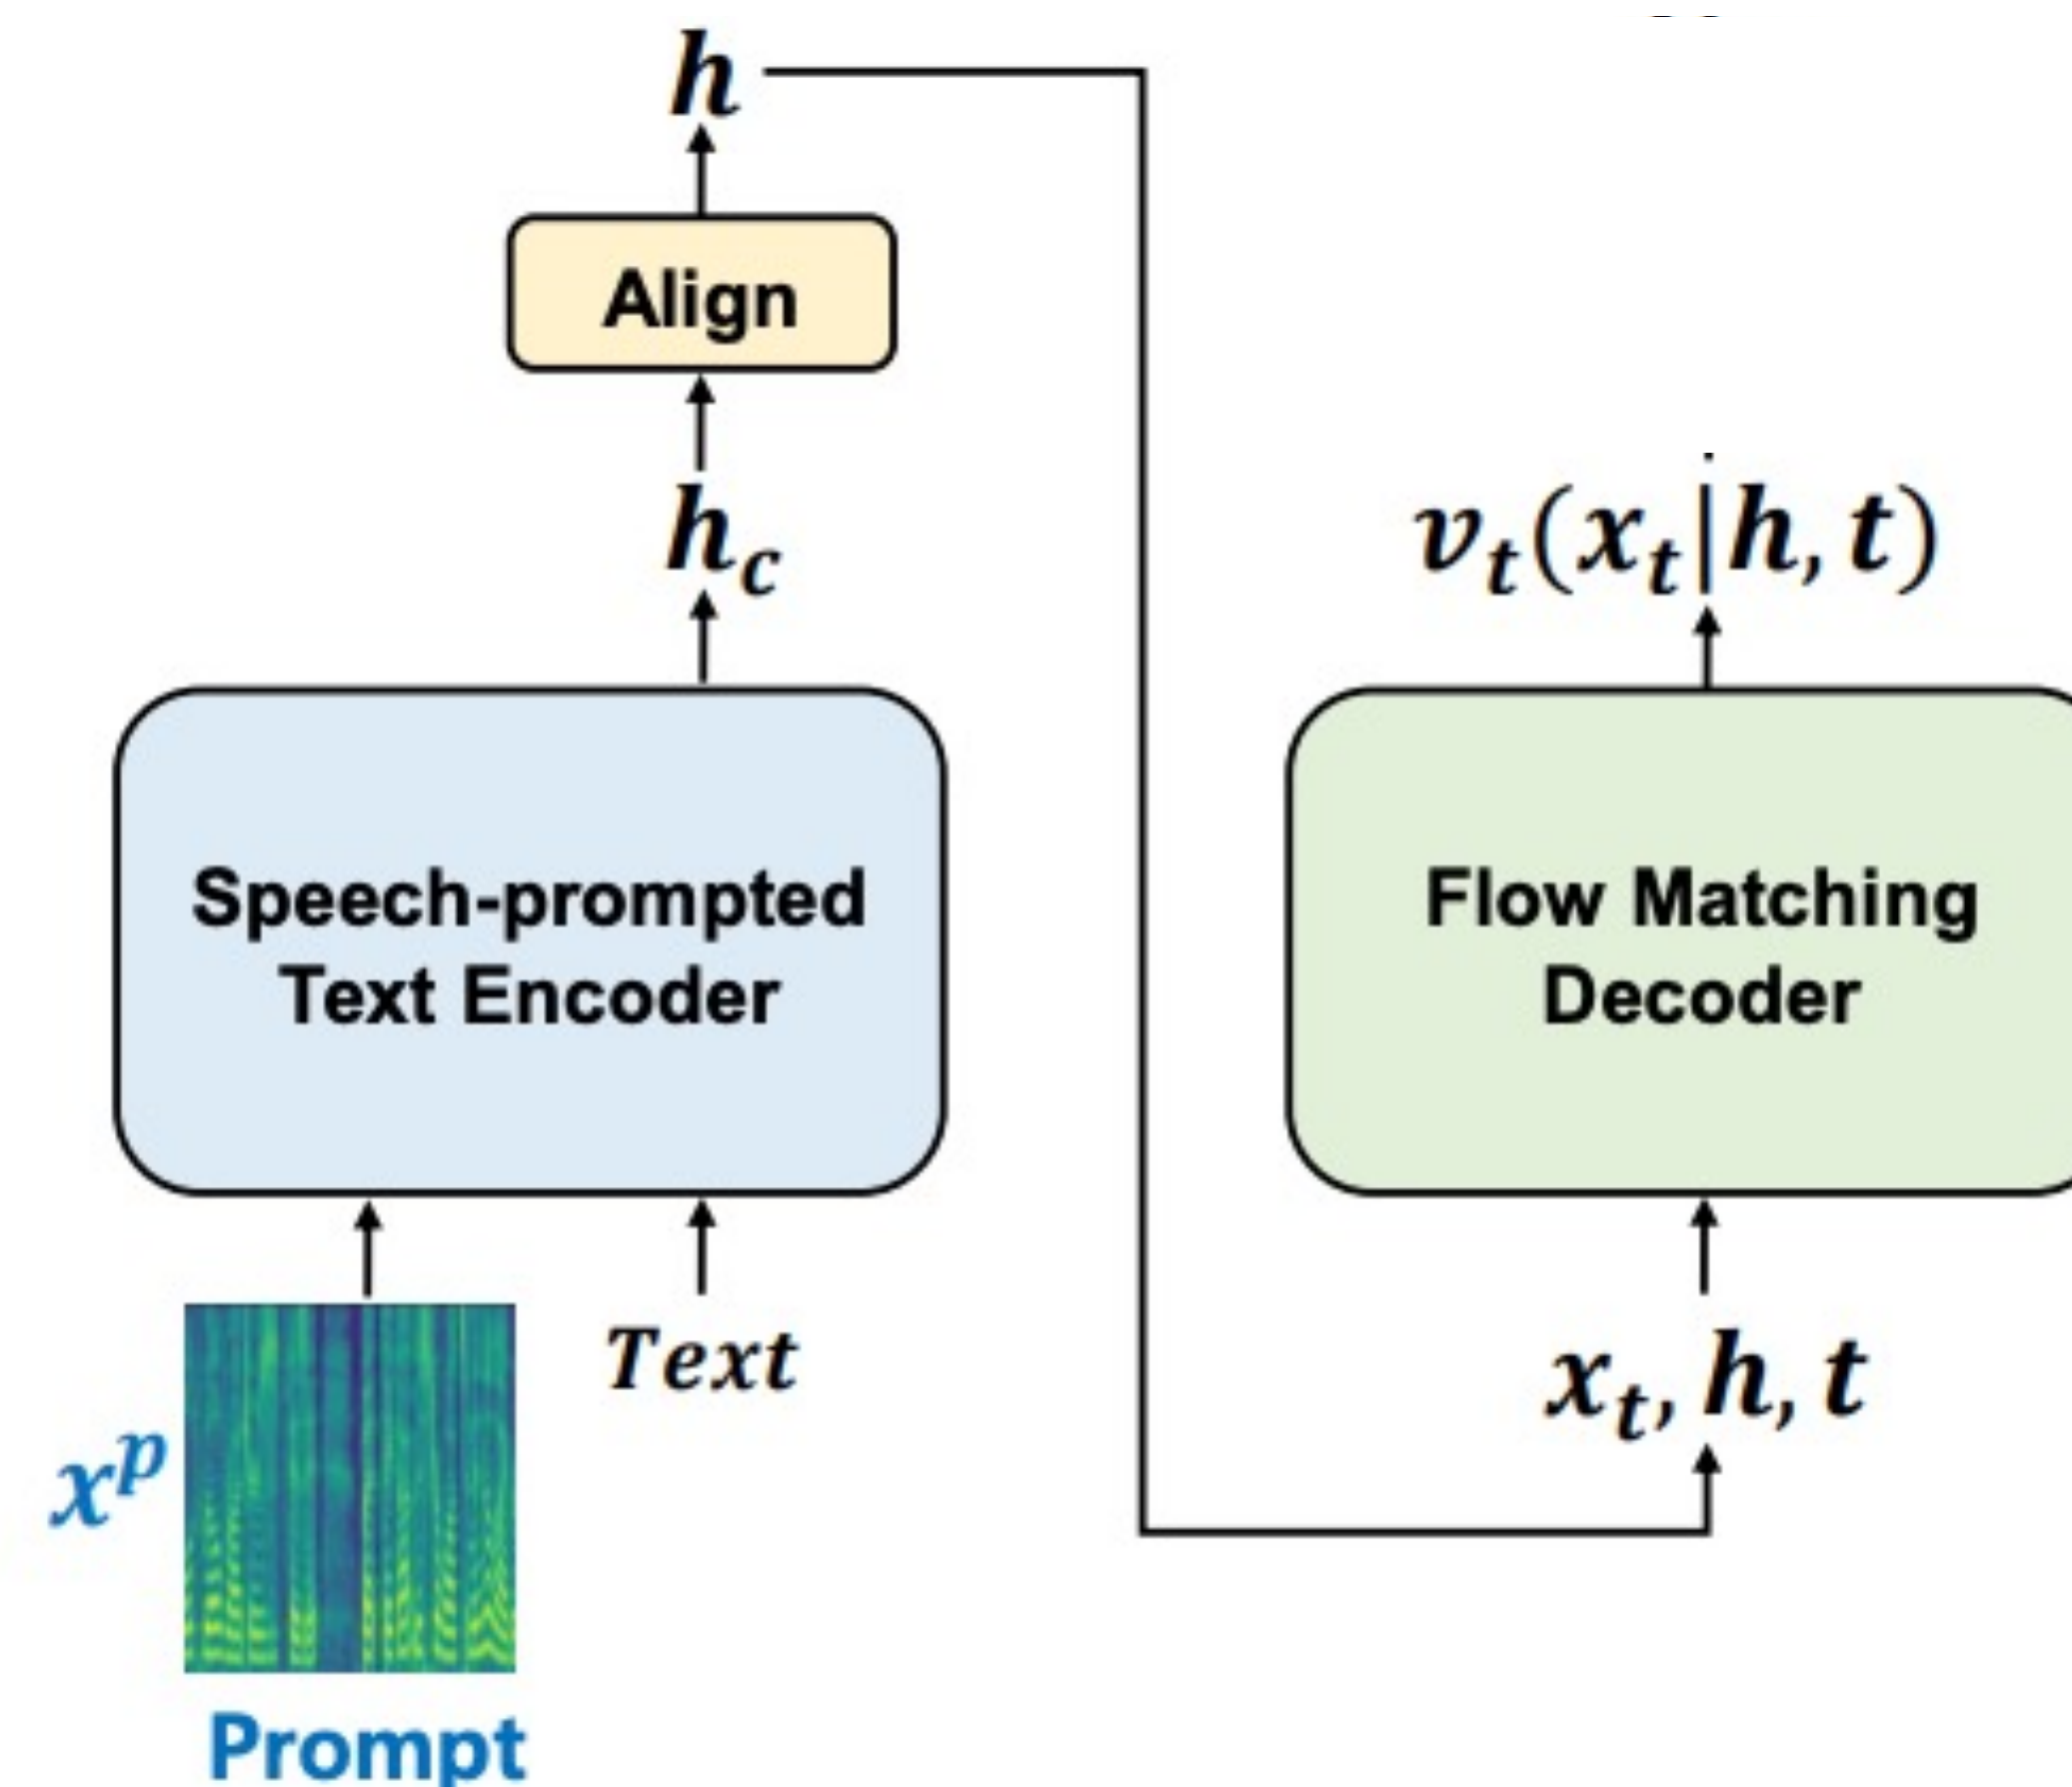 h
Align
h_c
v_t(x_t|h, t)
Speech-prompted
Text Encoder
Flow Matching
Decoder
Text
x_t, h, t
x^p
Prompt